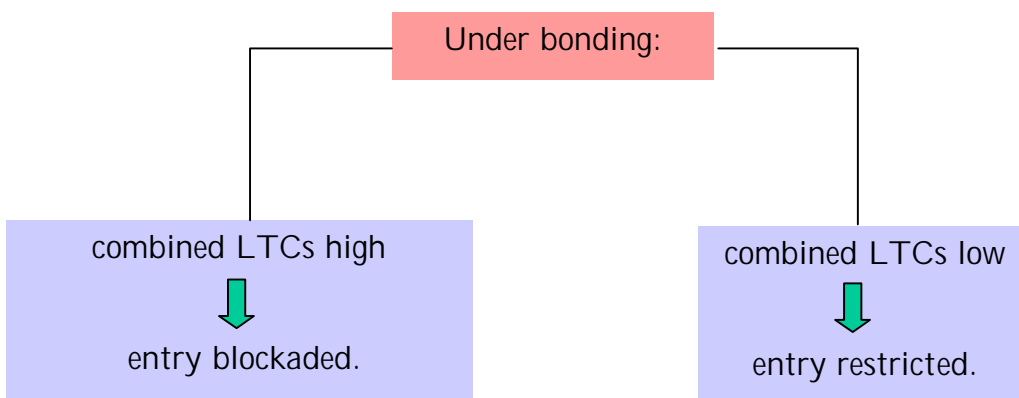 Under bonding:
combined LTCs high
entry blockaded.
combined LTCs low
entry restricted.